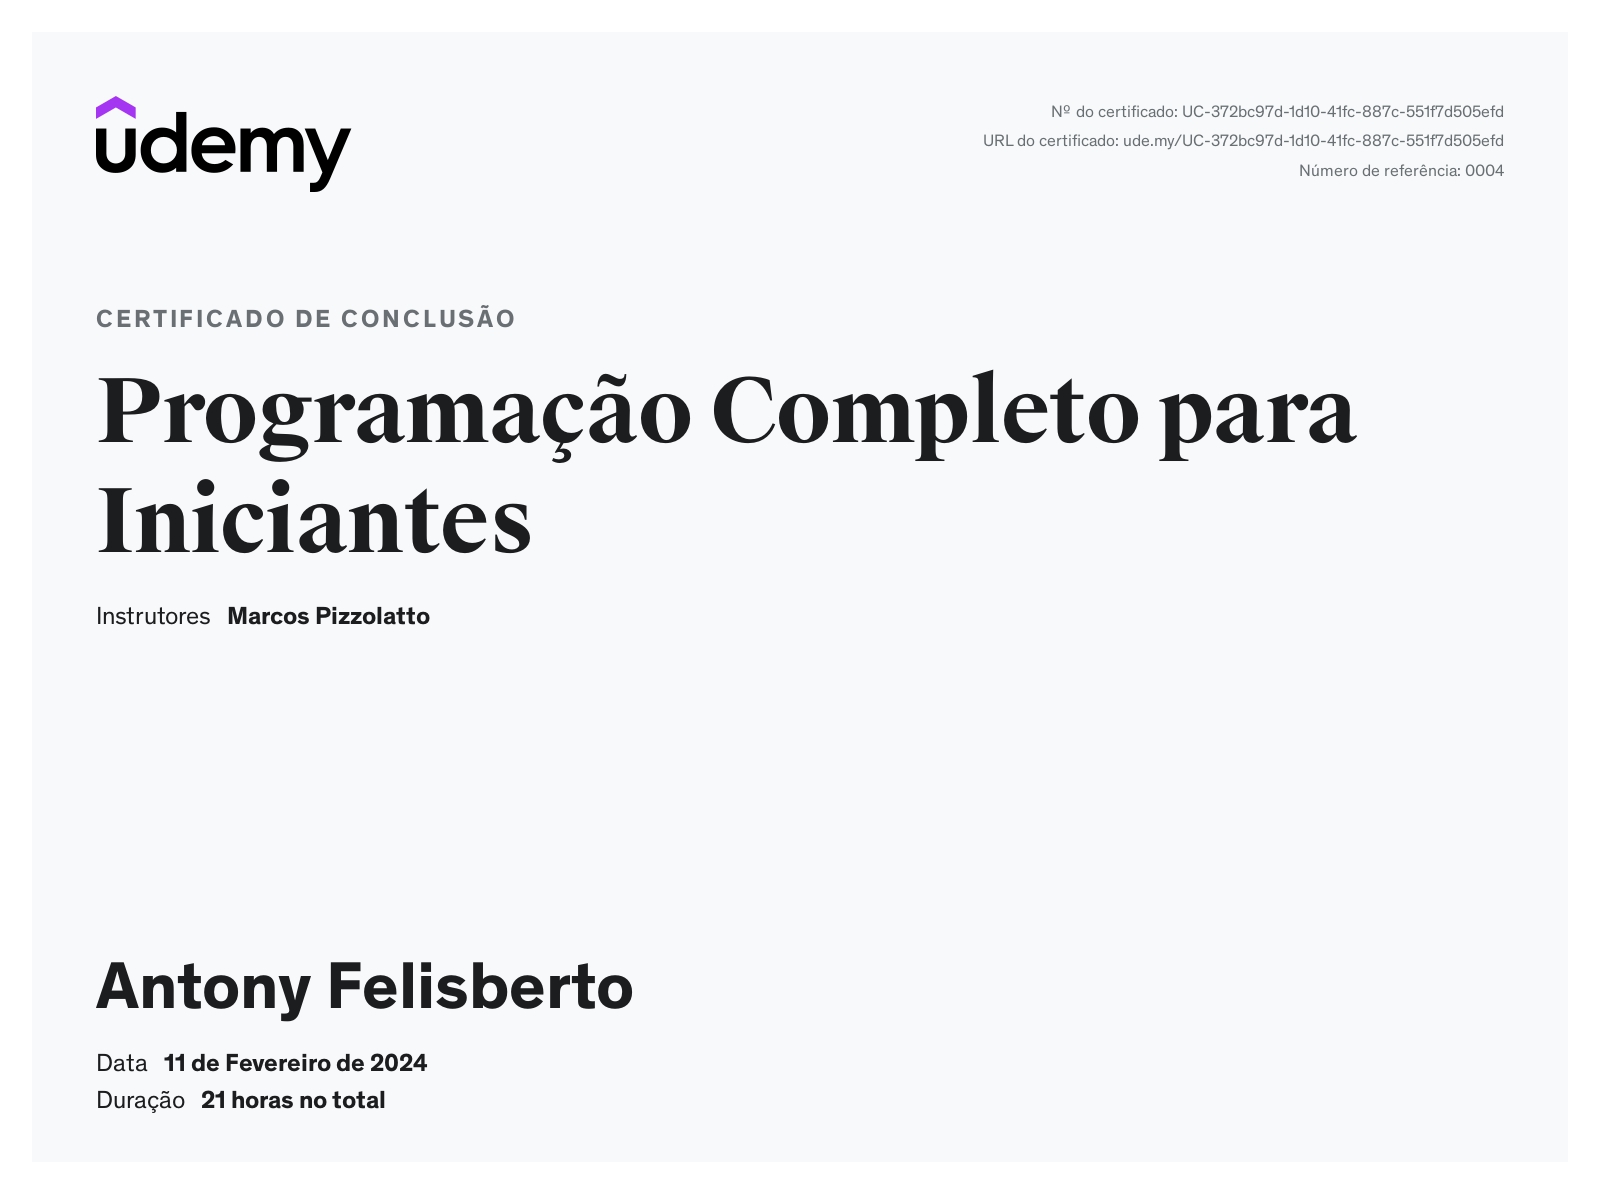 udemy
Nº do certificado: UC-372bc97d-1d10-41fc-887c-551f7d505efd
URL do certificado: ude.my/UC-372bc97d-1d10-41fc-887c-551f7d505efd
Número de referência: 0004
CERTIFICADO DE CONCLUSÃO
Programação Completo para
Iniciantes
Instrutores Marcos Pizzolatto
Antony Felisberto
Data 11 de Fevereiro de 2024
Duração 21 horas no total